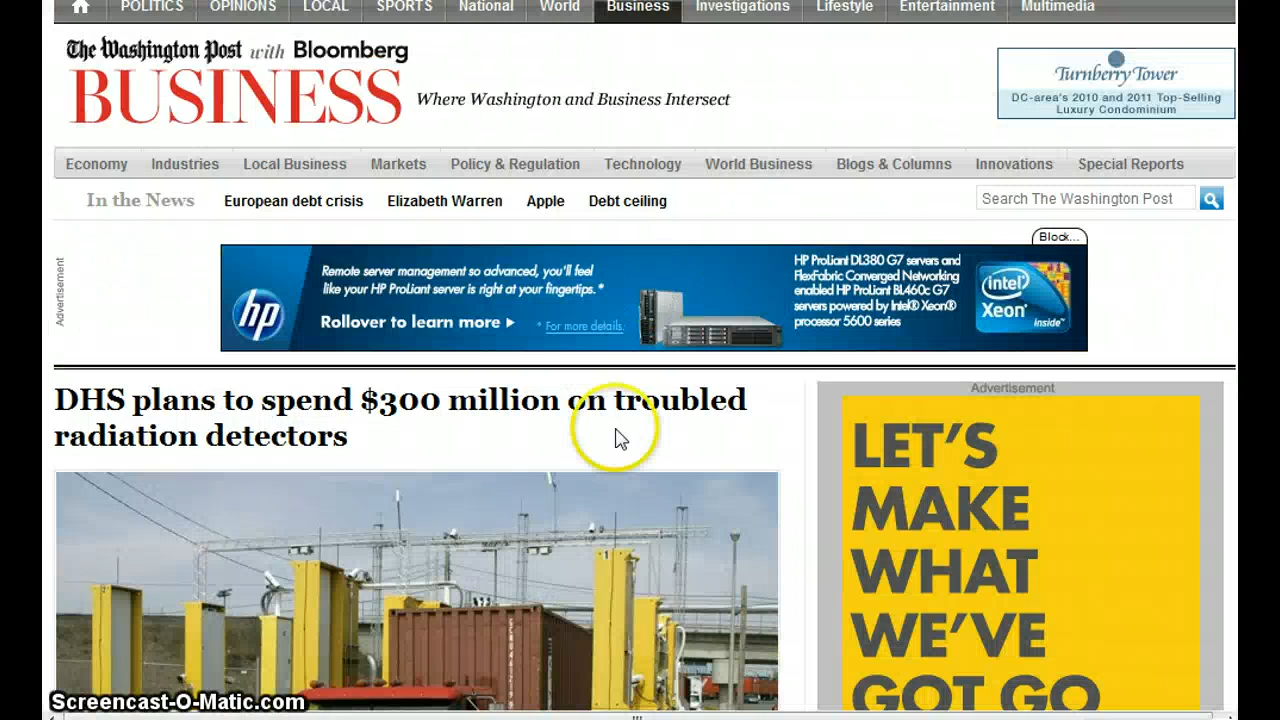 POLITICS OPINIONS LOCAL SPORTS National World Business Investigations Lifestyle Entertainment Multimedia
The Washington Post with Bloomberg
BUSINESS Where Washington and Business Intersect
Turnberry Tower
DC-area's 2010 and 2011 Top-Selling
Luxury Condominium
Economy Industries Local Business Markets Policy & Regulation Technology World Business Blogs & Columns Innovations Special Reports
In the News European debt crisis Elizabeth Warren Apple Debt ceiling Search The Washington Post
Block...
Advertisement
Remote server management so advanced, you'll feel
like your HP ProLiant server is right at your fingertips.*
Rollover to learn more * For more details.
hp
HP ProLiant DL380 G7 servers and
FlexFabric Converged Networking
enabled HP ProLiant BL460c G7
servers powered by Intel® Xeon®
processor 5600 series
intel
Xeon®
inside™
DHS plans to spend $300 million on troubled
radiation detectors
Advertisement
LET'S
MAKE
WHAT
WE'VE
GOT GO
1
Screencast-O-Matic.com